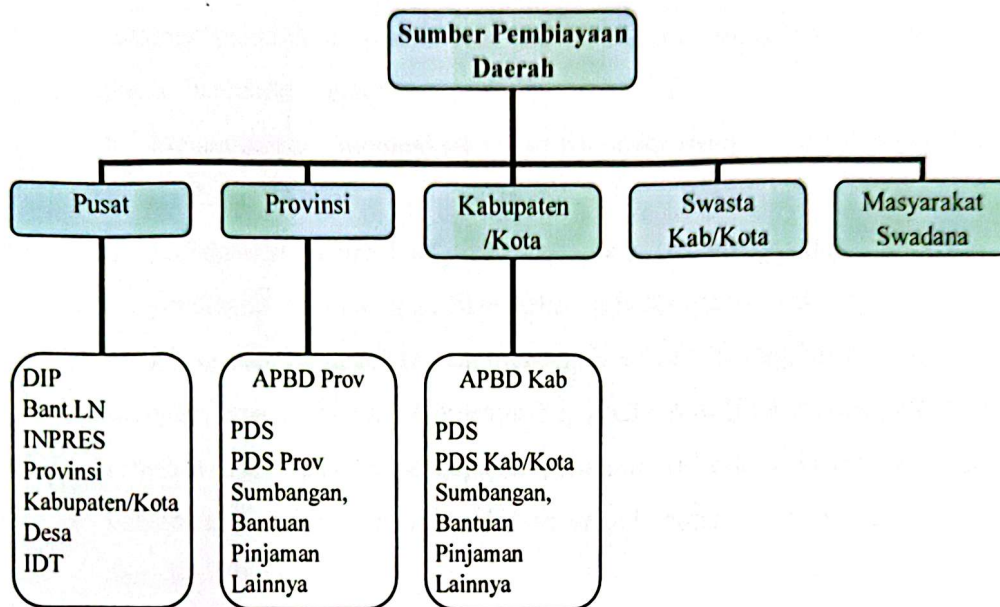 Sumber Pembiayaan
Daerah
Pusat
Provinsi
Kabupaten
/Kota
Swasta
Kab/Kota
Masyarakat
Swadana
DIP
Bant.LN
INPRES
Provinsi
Kabupaten/Kota
Desa
IDT
APBD Prov
PDS
PDS Prov
Sumbangan,
Bantuan
Pinjaman
Lainnya
APBD Kab
PDS
PDS Kab/Kota
Sumbangan,
Bantuan
Pinjaman
Lainnya